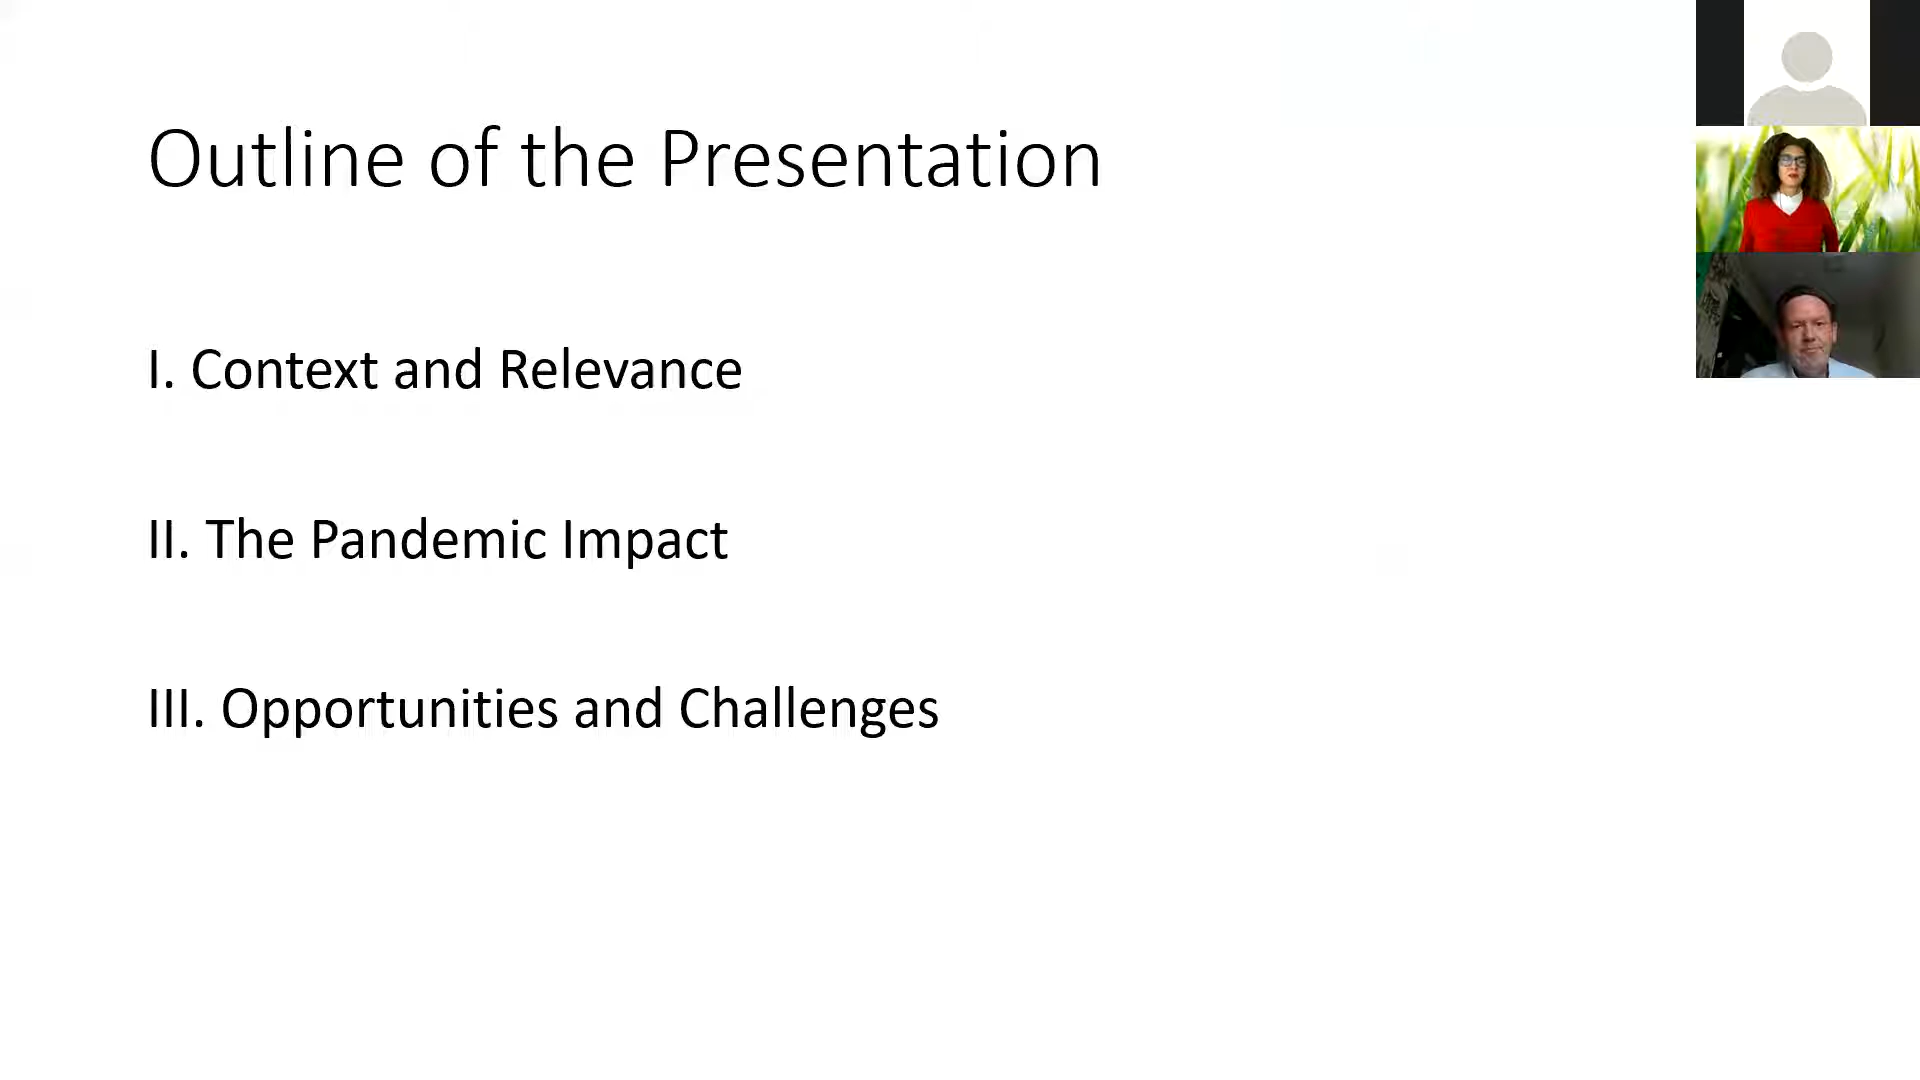 Outline of the Presentation
I. Context and Relevance
II. The Pandemic Impact
III. Opportunities and Challenges